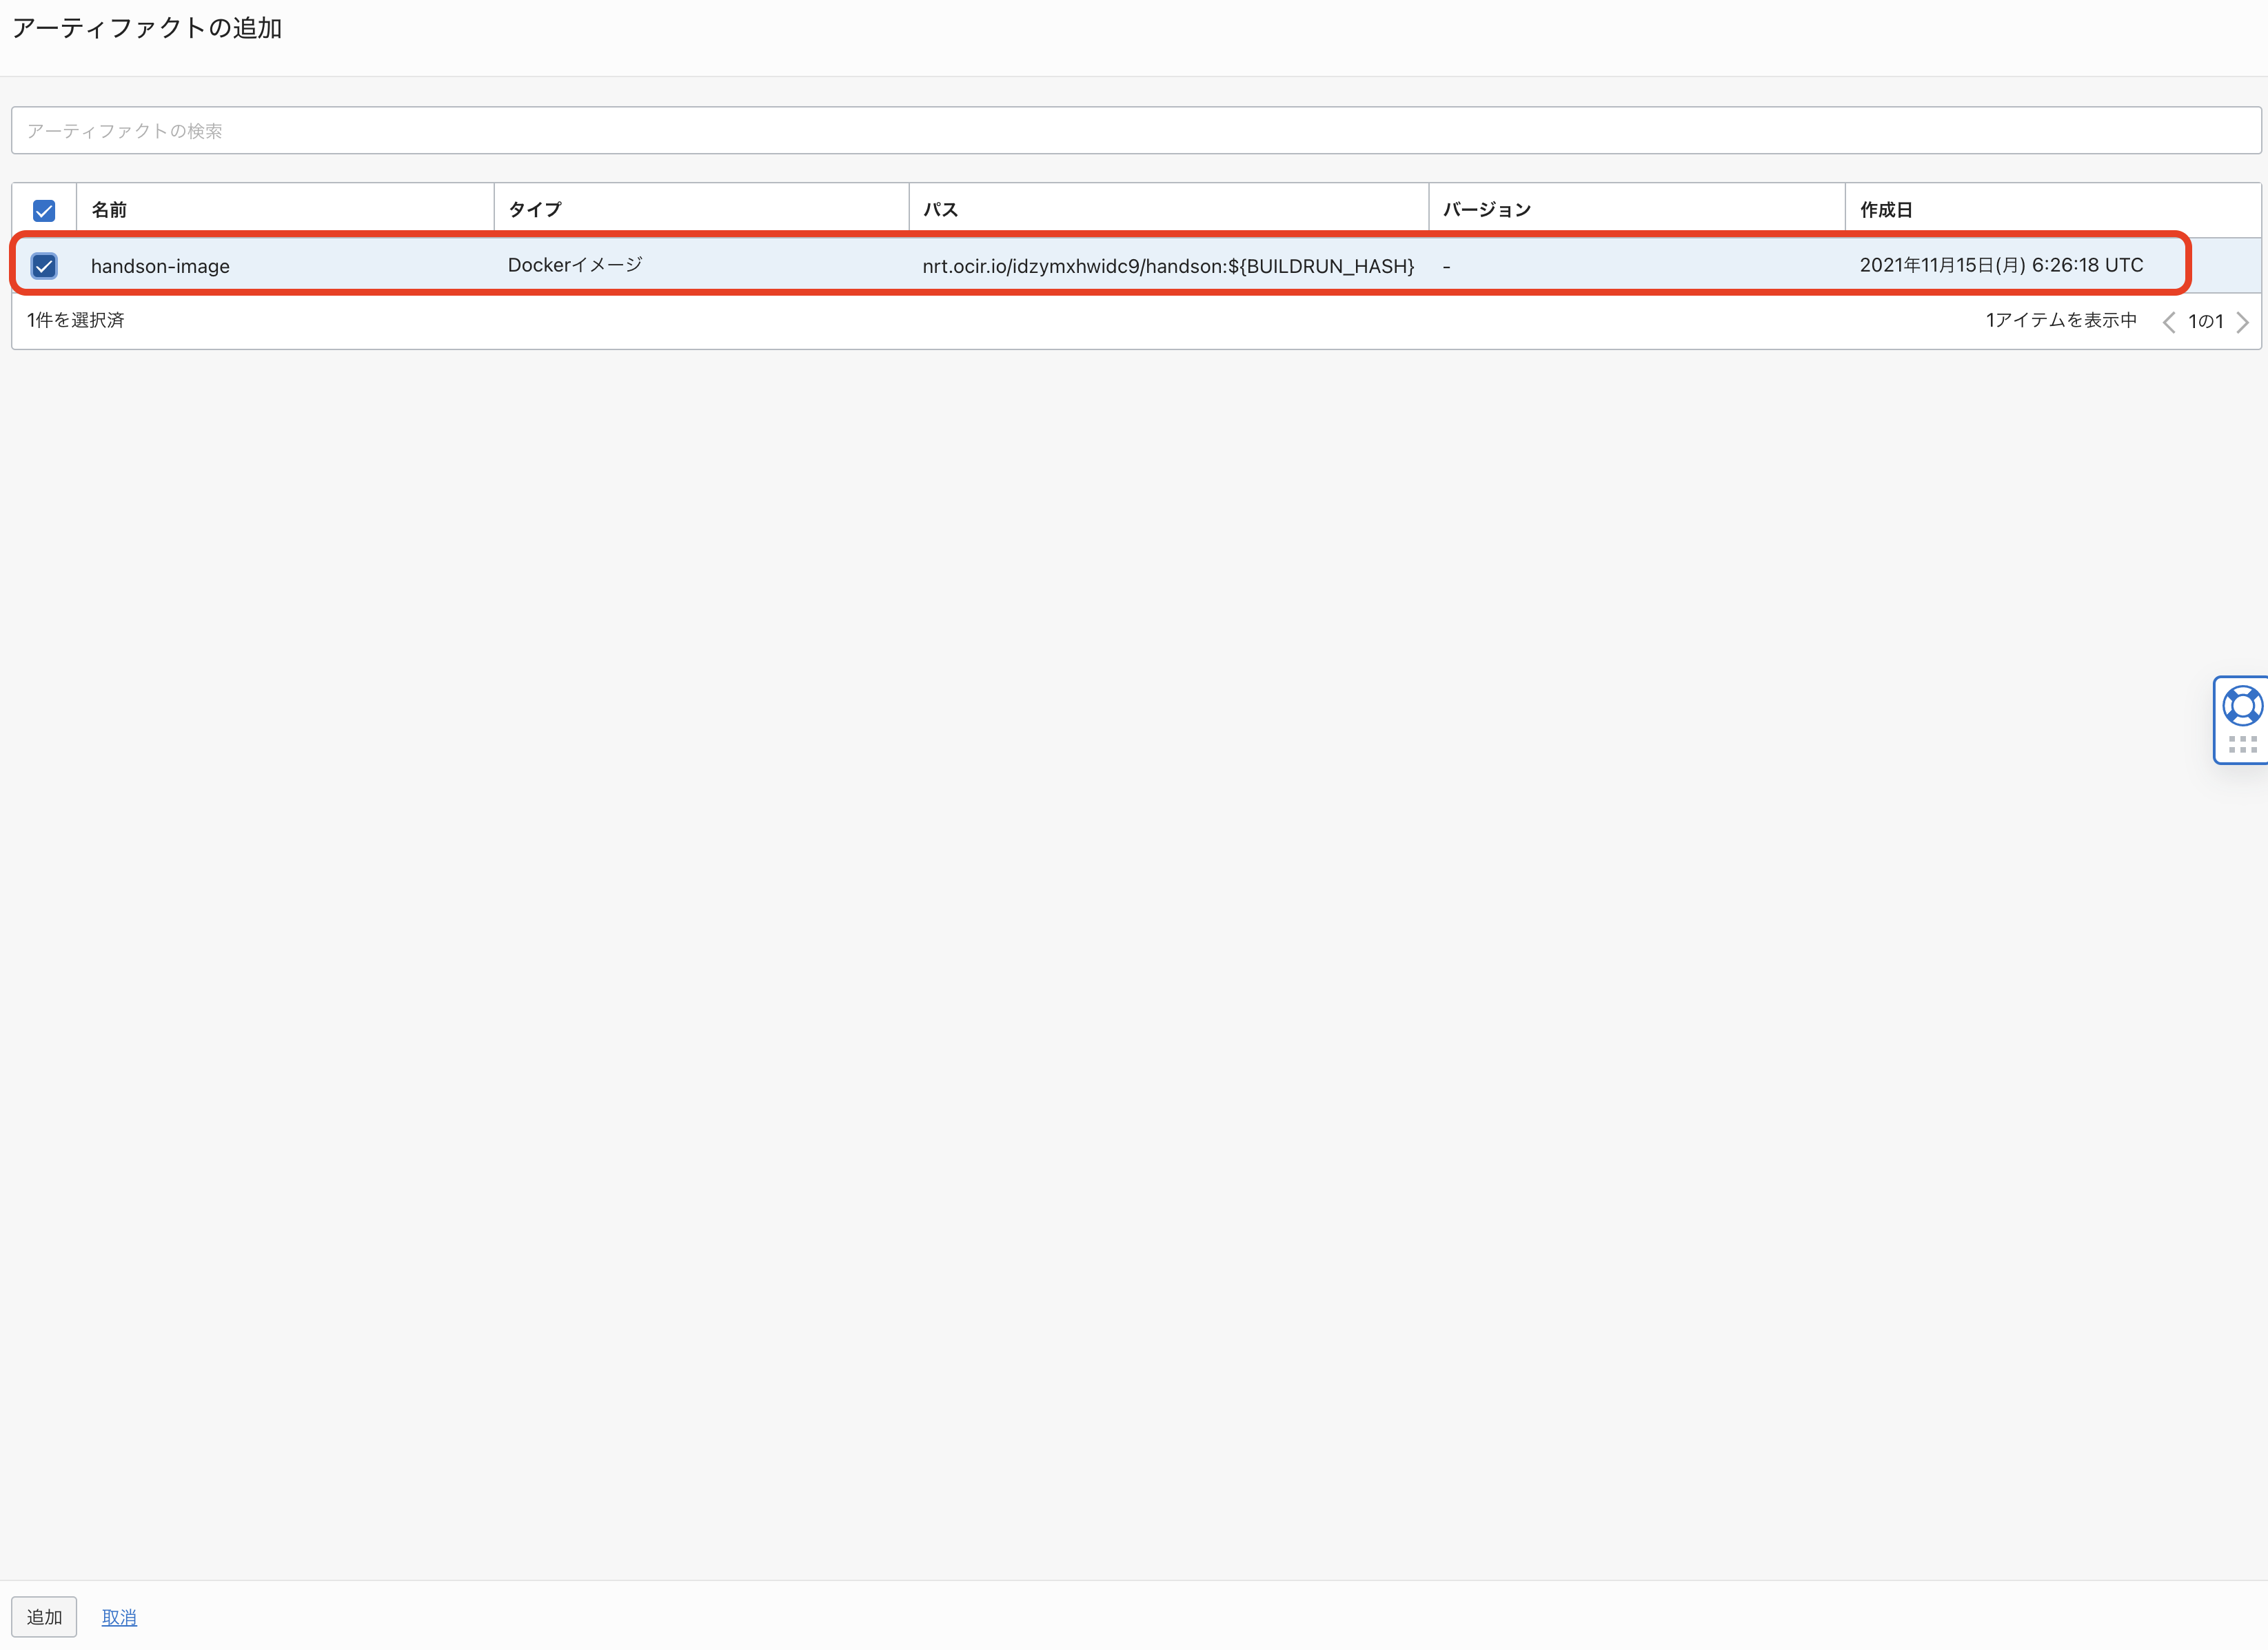 アーティファクトの追加
アーティファクトの検索
名前 タイプ パス バージョン 作成日
handson-image Dockerイメージ nrt.ocir.io/idzymxhwidc9/handson:${BUILDRUN_HASH} - 2021年11月15日(月) 6:26:18 UTC
1件を選択済 1アイテムを表示中 1の1
追加 取消